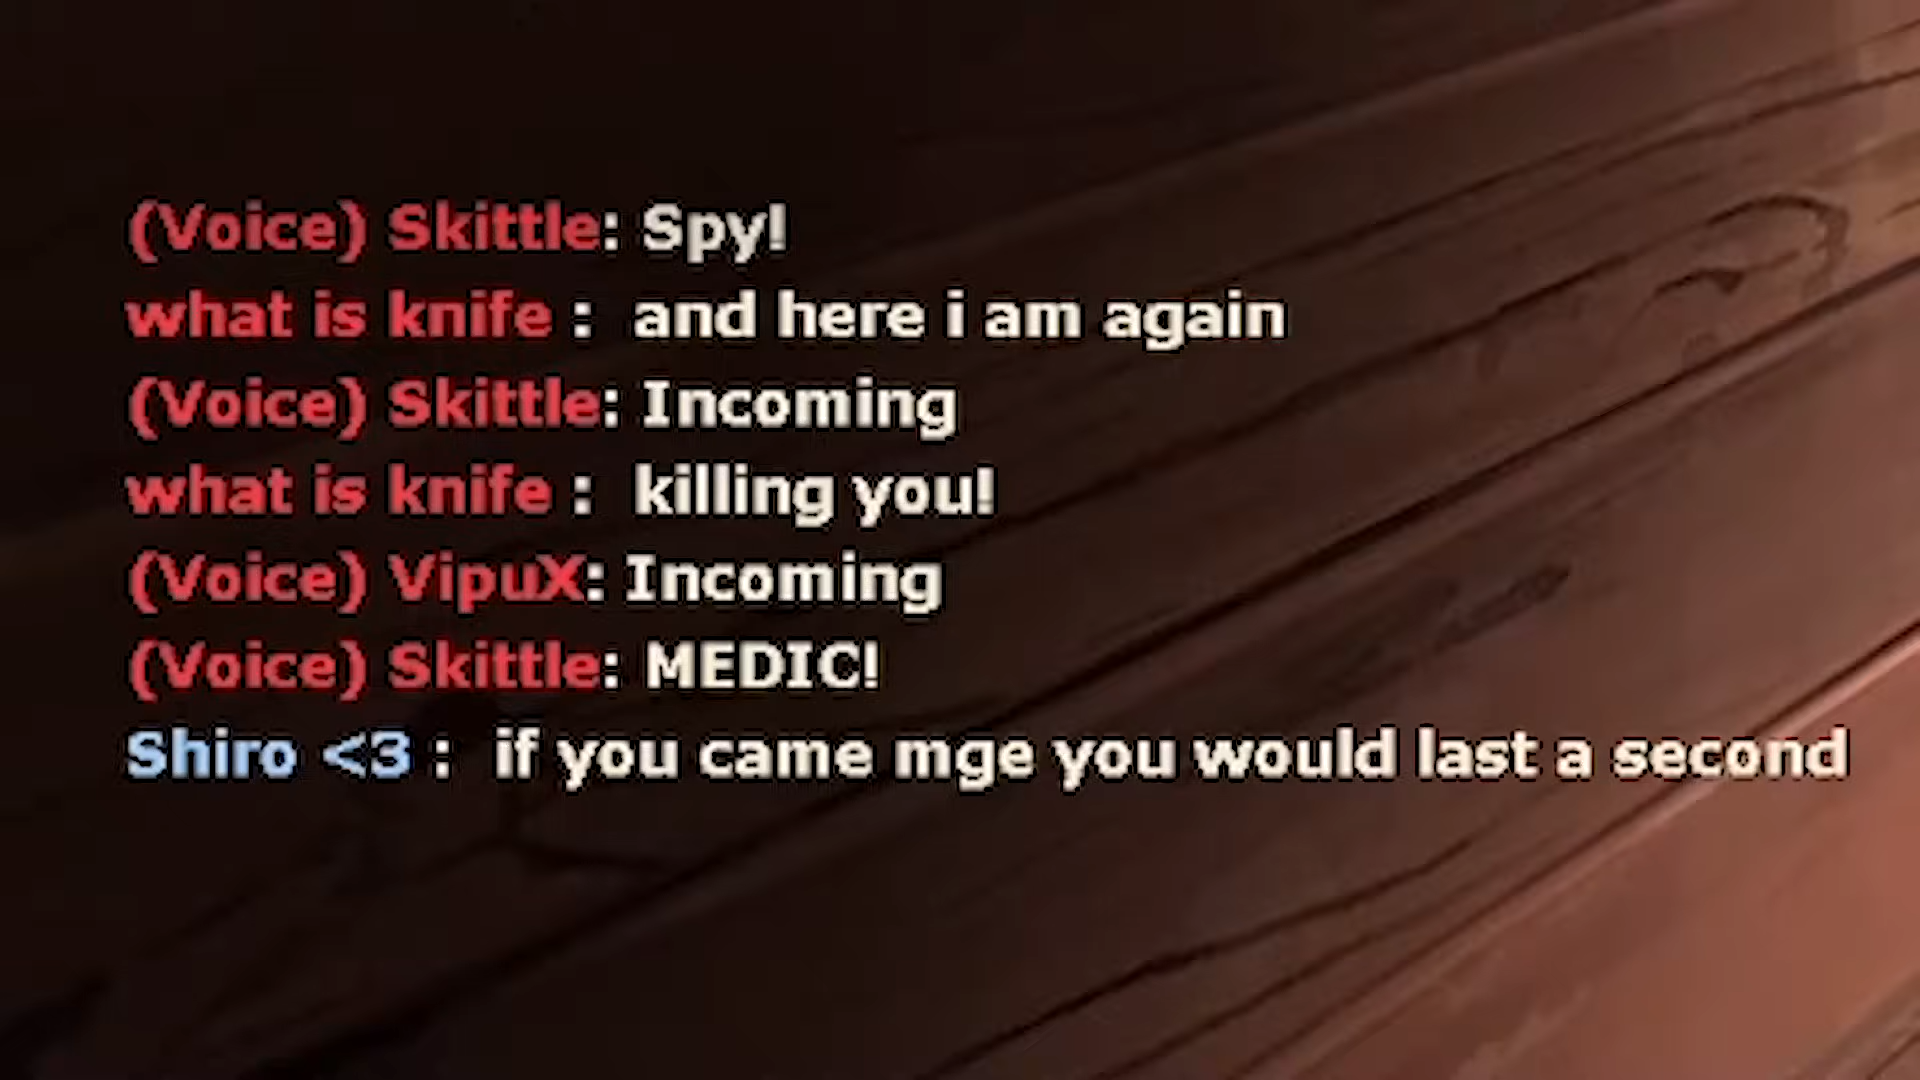 (Voice) Skittle: Spy!
what is knife :  and here i am again
(Voice) Skittle: Incoming
what is knife :  killing you!
(Voice) VipuX: Incoming
(Voice) Skittle: MEDIC!
Shiro <3 :  if you came mge you would last a second